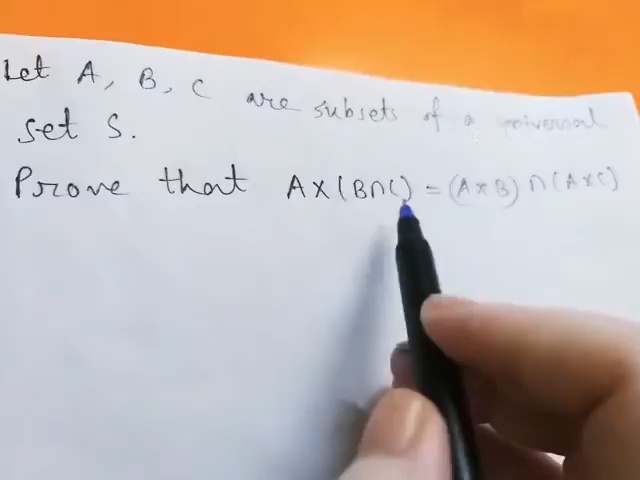 Let A, B, C are subsets of a universal
set S.
Prove that A×(B∩C) = (A×B)∩(A×C)